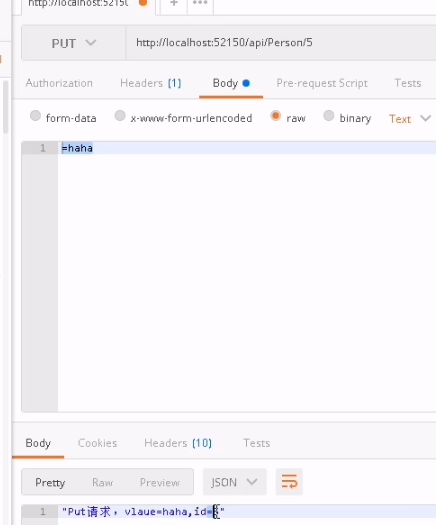 http://localhost:5215
PUT http://localhost:52150/api/Person/5
Authorization Headers (1) Body Pre-request Script Tests
form-data x-www-form-urlencoded raw binary Text
1 =haha
Body Cookies Headers (10) Tests
Pretty Raw Preview JSON
1 "Put请求，vlaue=haha,id="